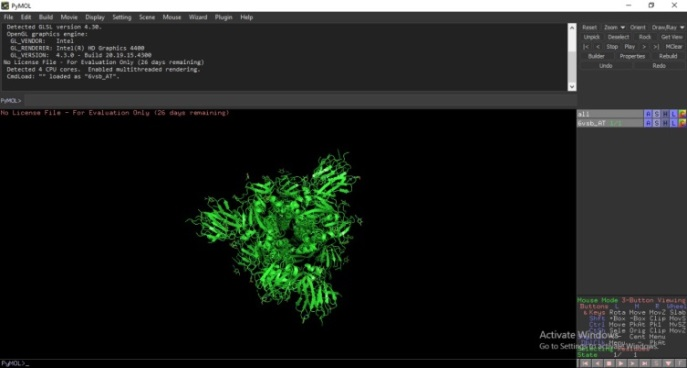 PyMOL
File Edit Build Movie Display Setting Scene Mouse Wizard Plugin Help
Detected GLSL version 4.30.
OpenGL graphics engine:
GL_VENDOR: Intel
GL_RENDERER: Intel(R) HD Graphics 4400
GL_VERSION: 4.3.0 - Build 20.19.15.4300
No License File - For Evaluation Only (26 days remaining)
Detected 4 CPU cores. Enabled multithreaded rendering.
CmdLoad: "" loaded as "6vsb_AT".
Reset Zoom Orient Draw/Ray
Unpick Deselect Rock Get View
|< < Stop Play > >| MClear
Builder Properties Rebuild
Undo Redo
PyMOL>
No License File - For Evaluation Only (26 days remaining)
all A S H L C
6vsb_AT 1/1 A S H L C
Mouse Mode 3-Button Viewing
Buttons L M R Wheel
& Keys Rota Move MovZ Slab
Shft +Box -Box Clip MovS
Ctrl Move PkAt Pk1 MvSZ
Sele Orig Clip MovZ
Cent Menu
PkAt
Activate Windows
Go to Settings to activate Windows.
State 1/ 1
PyMOL>_